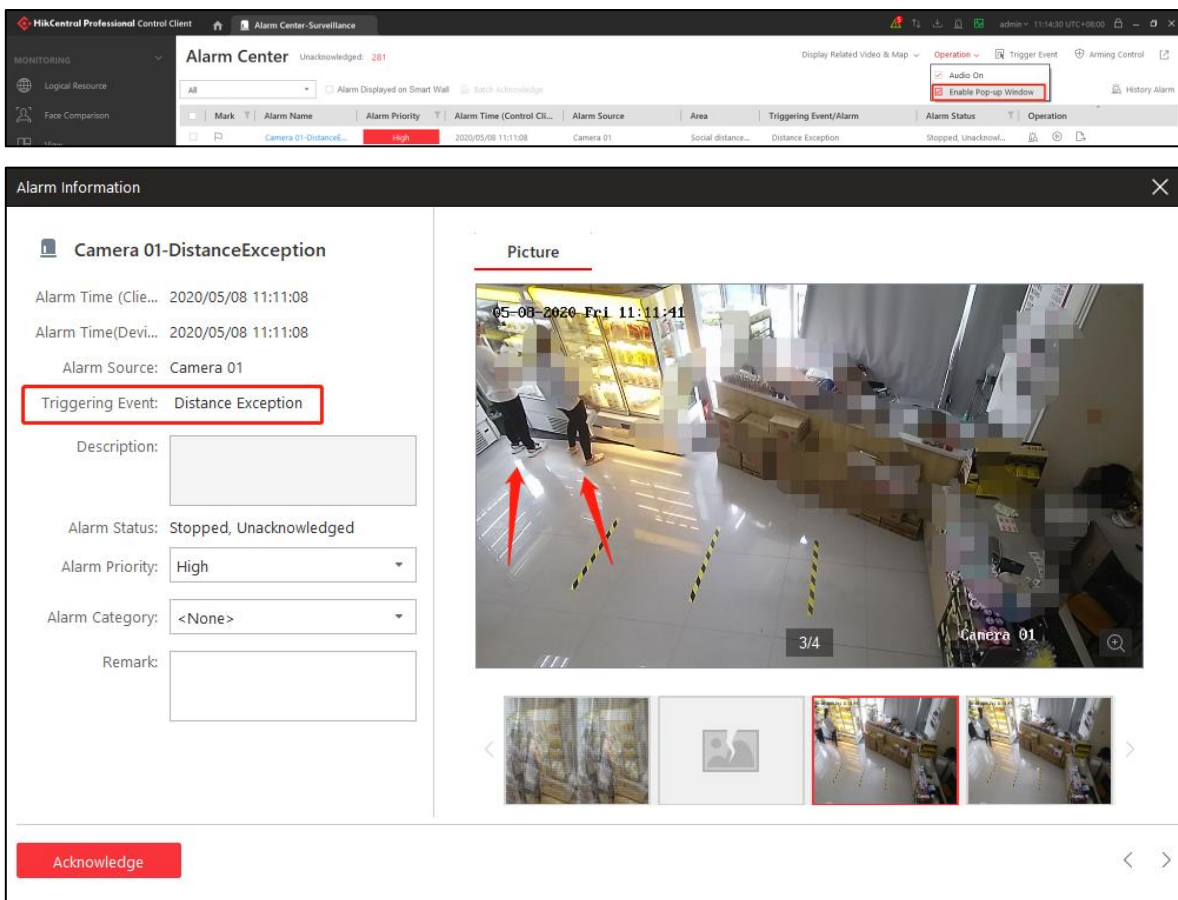 HikCentral Professional Control Client
Alarm Center-Surveillance
admin 11:14:30 UTC+08:00
MONITORING
Alarm Center Unacknowledged: 281
Display Related Video & Map
Operation
Trigger Event
Arming Control
Audio On
Enable Pop-up Window
Logical Resource
All
Alarm Displayed on Smart Wall
Batch Acknowledge
History Alarm
Face Comparison
Mark
Alarm Name
Alarm Priority
Alarm Time (Control Cli...
Alarm Source
Area
Triggering Event/Alarm
Alarm Status
Operation
View
Camera 01-DistanceE...
High
2020/05/08 11:11:08
Camera 01
Social distance...
Distance Exception
Stopped, Unacknowl...
Alarm Information
Camera 01-DistanceException
Alarm Time (Clie... 2020/05/08 11:11:08
Alarm Time(Devi... 2020/05/08 11:11:08
Alarm Source: Camera 01
Triggering Event: Distance Exception
Description:
Alarm Status: Stopped, Unacknowledged
Alarm Priority: High
Alarm Category: <None>
Remark:
Picture
05-08-2020 Fri 11:11:41
Camera 01
3/4
Acknowledge